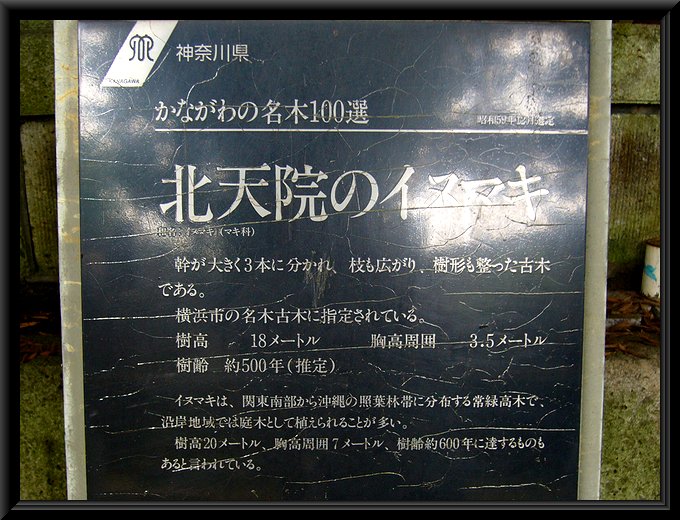 神奈川県
KANAGAWA
かながわの名木100選
昭和59年12月選定
北天院のイヌマキ
和名 イヌマキ(マキ科)
幹が大きく3本に分かれ、枝も広がり、樹形も整った古木
である。
横浜市の名木古木に指定されている。
樹高 18メートル 胸高周囲 3.5メートル
樹齢 約500年(推定)
イヌマキは、関東南部から沖縄の照葉林帯に分布する常緑高木で、
沿岸地域では庭木として植えられることが多い。
樹高20メートル、胸高周囲7メートル、樹齢約600年に達するものも
あると言われている。